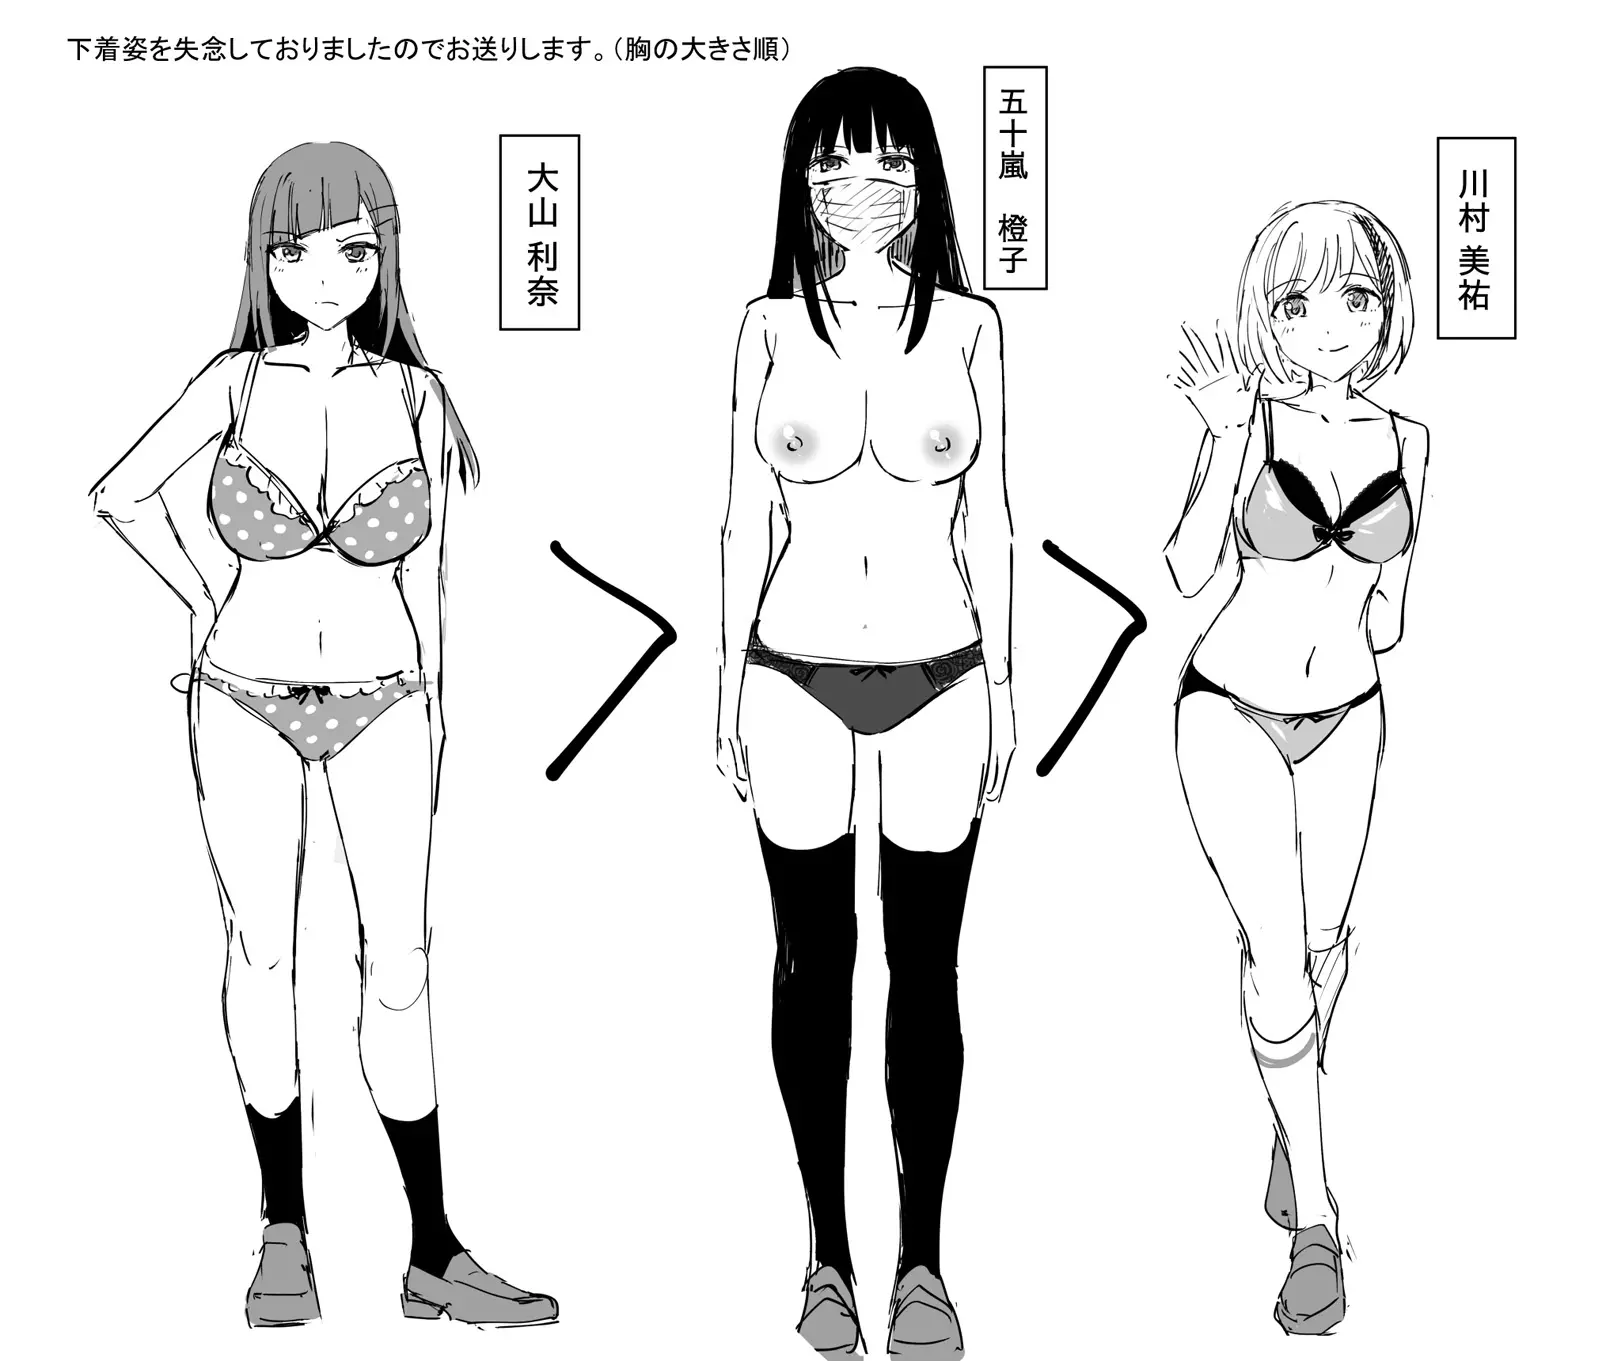 下着姿を失念しておりましたのでお送りします。（胸の大きさ順）
大山 利奈
五十嵐 橙子
川村 美祐